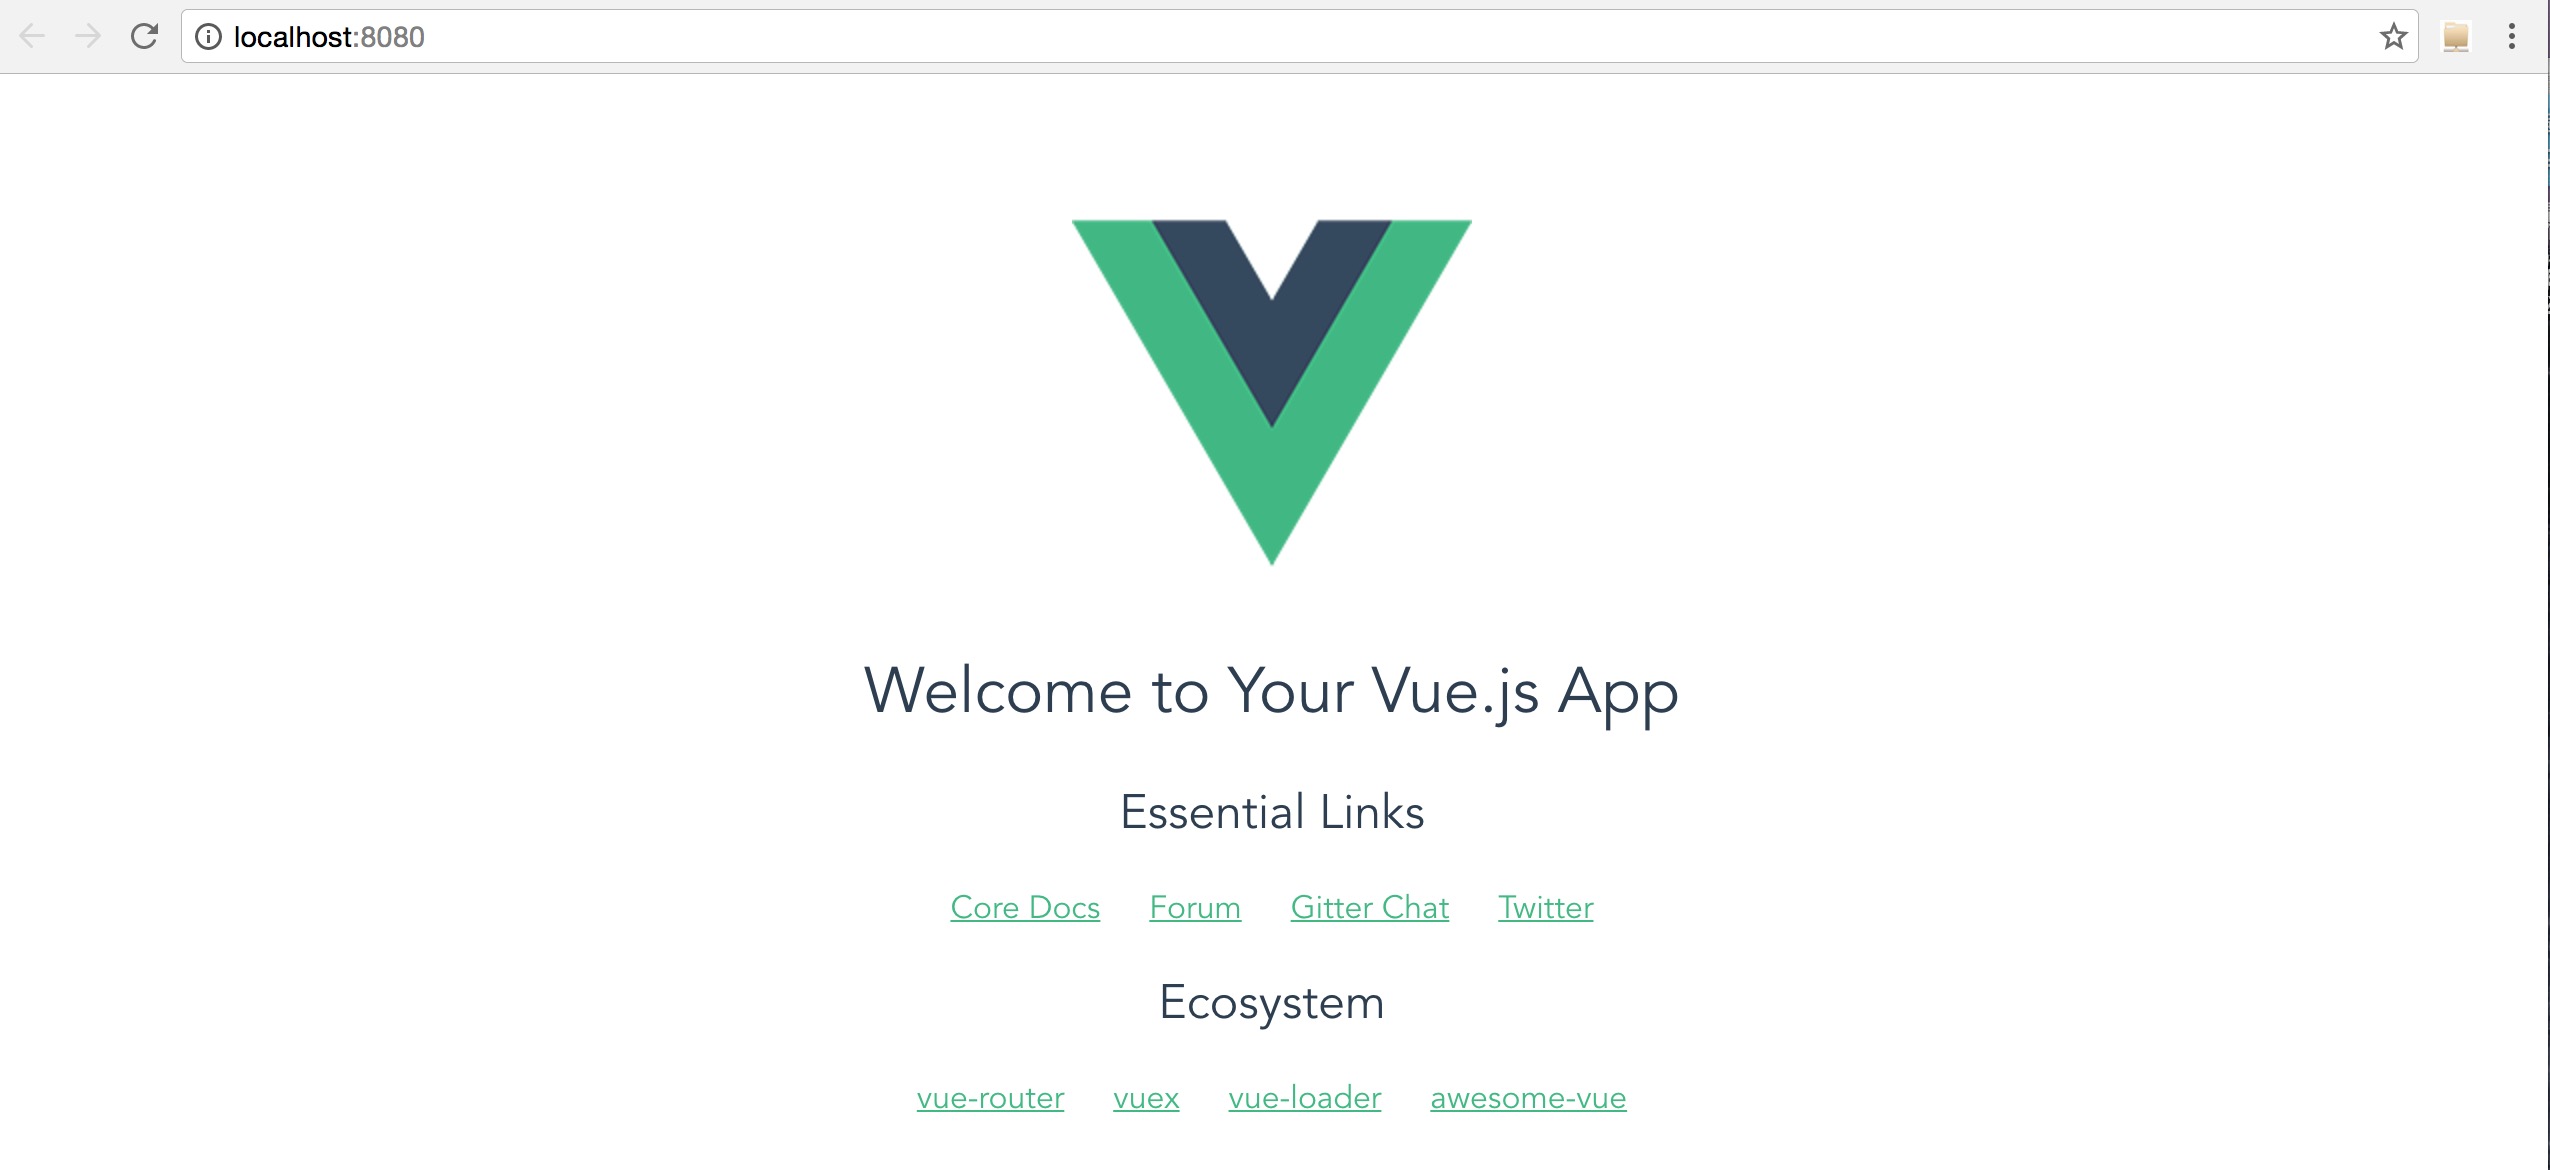 localhost:8080
Welcome to Your Vue.js App
Essential Links
Core Docs Forum Gitter Chat Twitter
Ecosystem
vue-router vuex vue-loader awesome-vue